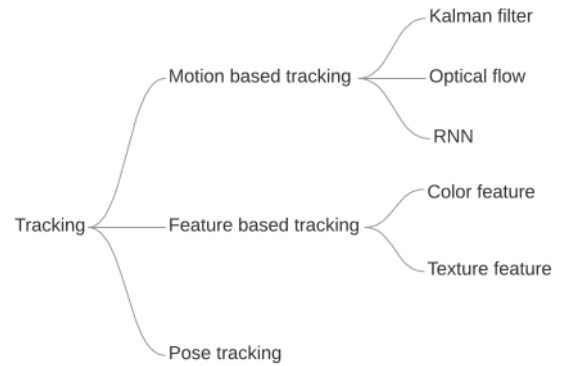 Kalman filter
Motion based tracking
Optical flow
RNN
Color feature
Tracking
Feature based tracking
Texture feature
Pose tracking